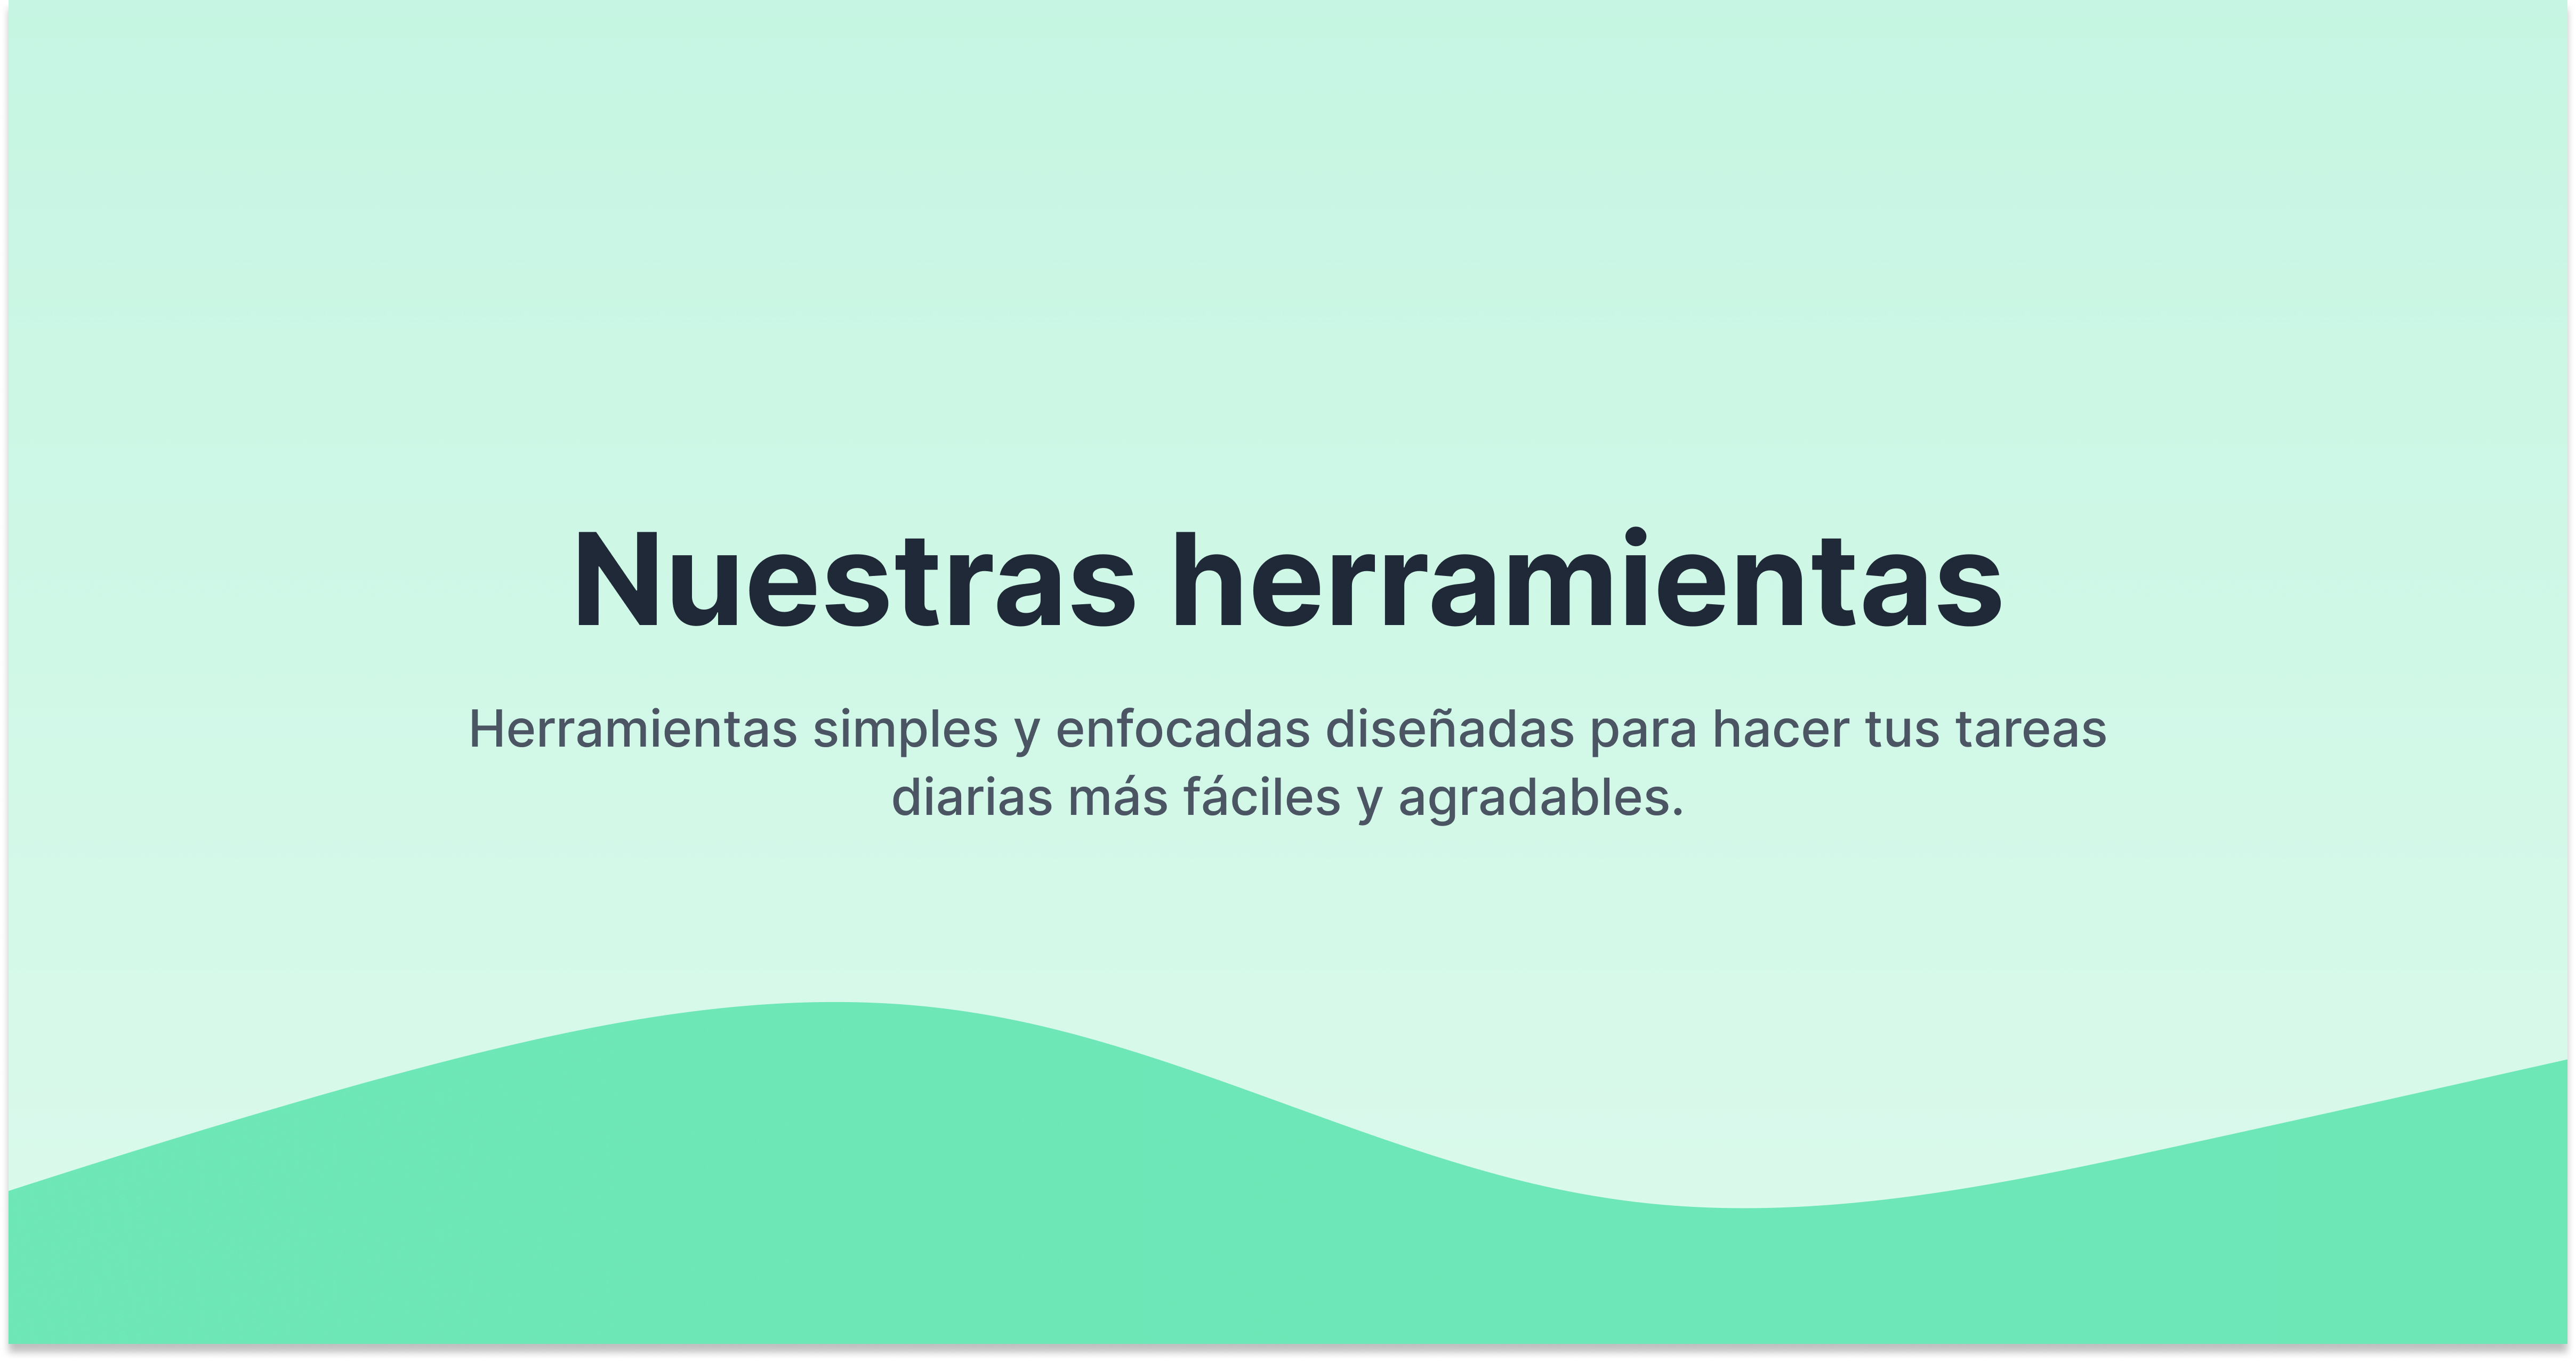 Nuestras herramientas
Herramientas simples y enfocadas diseñadas para hacer tus tareas
diarias más fáciles y agradables.